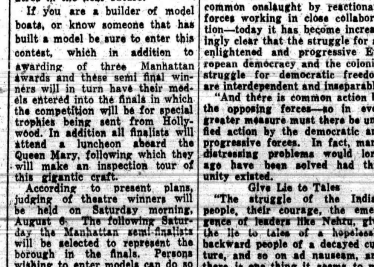 If you are a builder of model
boats, or know someone that has
built a model be sure to enter this
contest, which in addition to
awarding of three Manhattan
awards and these semi final win-
ners will in turn have their mod-
els entered into the finals in which
the competition will be for special
trophies being sent from Holly-
wood. In addition all finalists will
attend a luncheon aboard the
Queen Mary, following which they
will make an inspection tour of
this gigantic craft.
According to present plans,
judging of theatre winners will
be held on Saturday morning,
August 6. The following Satur-
day the Manhattan semi-finalists
will be selected to represent the
borough in the finals. Persons
wishing to enter models can do so
common onslaught by reactiona
forces working in close collabor
tion—today it has become increa
ingly clear that the struggle for a
enlightened and progressive E
ropean democracy and the coloni
struggle for democratic freedo
are interdependent and inseparabl
"And there is common action l
the opposing forces—so in ev
greater measure must there be un
fied action by the democratic an
progressive forces. In fact, man
distressing problems would lon
ago have been solved had th
unity existed.
Give Lie to Tales
"The struggle of the India
people, their courage, the eme
gence of leaders like Nehru, giv
the lie to tales of a hopeless
backward people of a decayed cu
ture, and so on ad nauseam, an